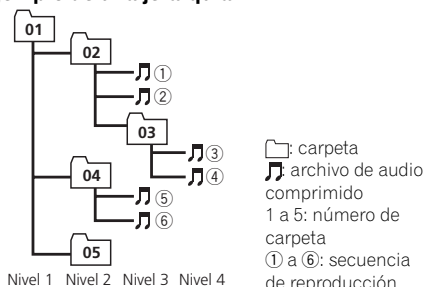 01
02
①
②
03
③
④
04
⑤
⑥
05
Nivel 1 Nivel 2 Nivel 3 Nivel 4
: carpeta
: archivo de audio
comprimido
1 a 5: número de
carpeta
① a ⑥: secuencia
de reproducción